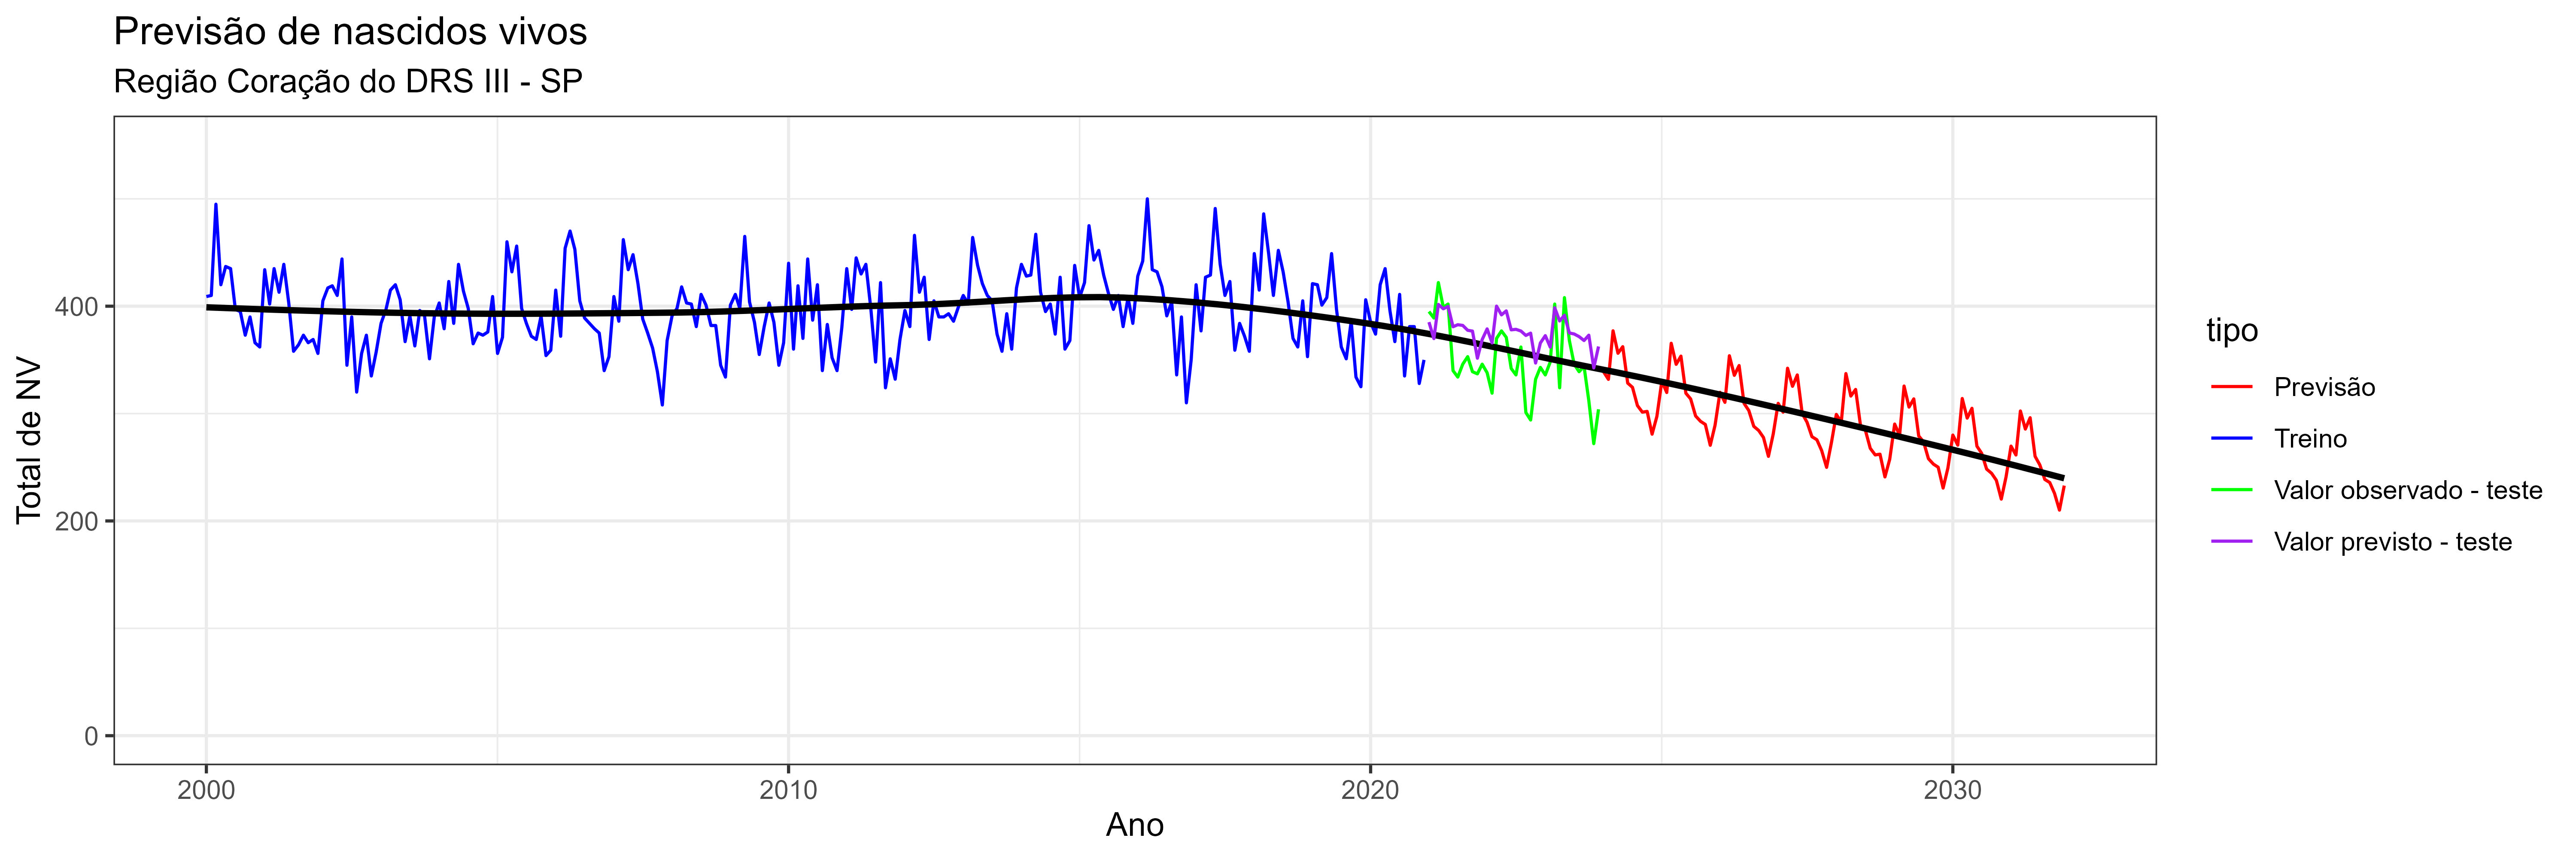 Previsão de nascidos vivos
Região Coração do DRS III - SP
Total de NV
400
200
0
2000
2010
2020
2030
Ano
tipo
Previsão
Treino
Valor observado - teste
Valor previsto - teste